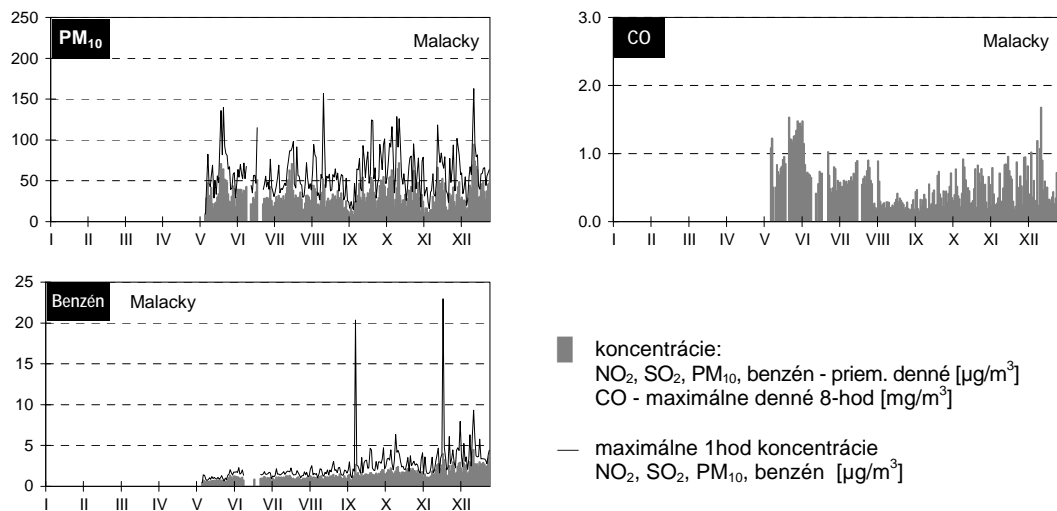 PM₁₀
Malacky
250
200
150
100
50
0
I II III IV V VI VII VIII IX X XI XII
CO
Malacky
3.0
2.0
1.0
0.0
I II III IV V VI VII VIII IX X XI XII
Benzén
Malacky
25
20
15
10
5
0
I II III IV V VI VII VIII IX X XI XII
koncentrácie:
NO₂, SO₂, PM₁₀, benzén - priem. denné [µg/m³]
CO - maximálne denné 8-hod [mg/m³]
maximálne 1hod koncentrácie
NO₂, SO₂, PM₁₀, benzén [µg/m³]